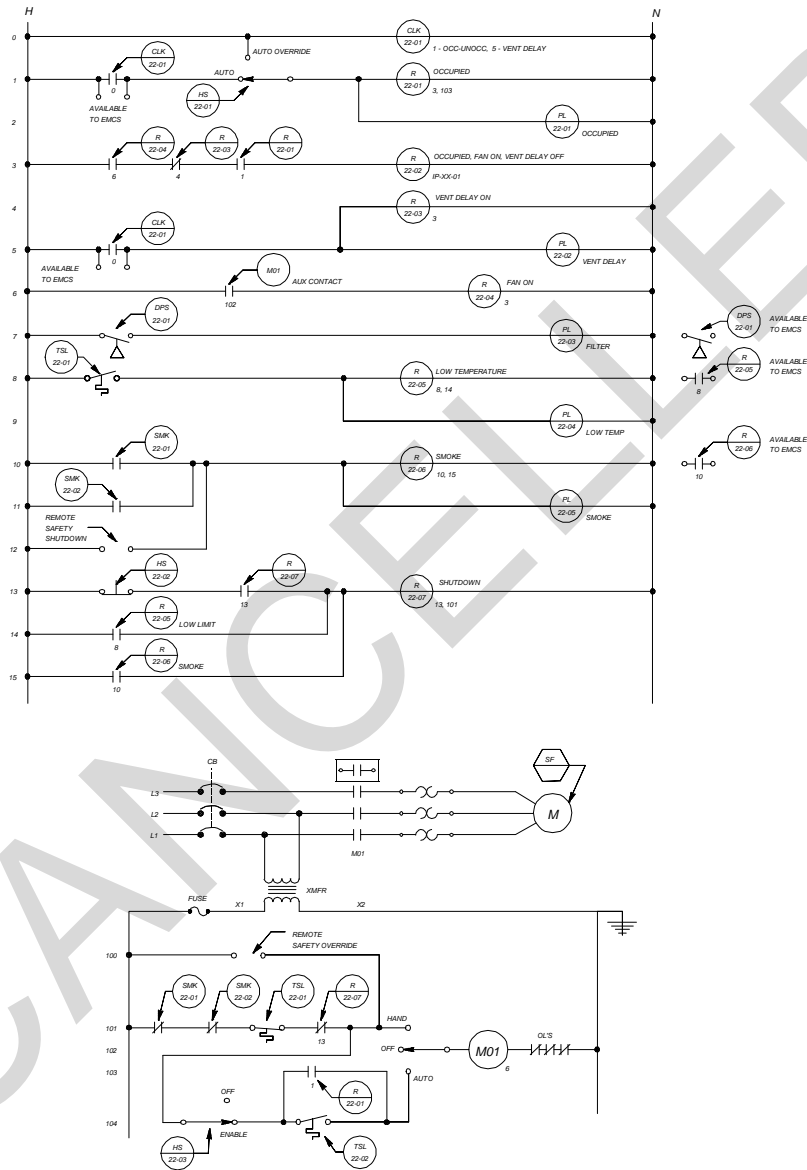 H
N
0
CLK
22-01
1 - OCC-UNOCC, 5 - VENT DELAY
AUTO OVERRIDE
CLK
22-01
1
0
AUTO
R
22-01
OCCUPIED
3, 103
AVAILABLE
TO EMCS
HS
22-01
2
PL
22-01
OCCUPIED
R
22-04
R
22-03
R
22-01
3
6
4
1
R
22-02
OCCUPIED, FAN ON, VENT DELAY OFF
IP-XX-01
4
R
22-03
VENT DELAY ON
3
CLK
22-01
5
0
PL
22-02
VENT DELAY
AVAILABLE
TO EMCS
M01
AUX CONTACT
6
102
R
22-04
FAN ON
3
DPS
22-01
7
PL
22-03
FILTER
DPS
22-01
AVAILABLE
TO EMCS
TSL
22-01
8
R
22-05
LOW TEMPERATURE
8, 14
R
22-05
8
AVAILABLE
TO EMCS
9
PL
22-04
LOW TEMP
SMK
22-01
10
R
22-06
SMOKE
10, 15
R
22-06
10
AVAILABLE
TO EMCS
SMK
22-02
11
PL
22-05
SMOKE
REMOTE
SAFETY
SHUTDOWN
12
HS
22-02
R
22-07
13
13
R
22-07
SHUTDOWN
13, 101
R
22-05
LOW LIMIT
14
8
R
22-06
SMOKE
15
10
CB
SF
L3
L2
L1
M01
M
XMFR
FUSE
X1
X2
REMOTE
SAFETY OVERRIDE
100
SMK
22-01
SMK
22-02
TSL
22-01
R
22-07
101
13
HAND
102
OFF
M01
6
OL'S
103
AUTO
1
R
22-01
OFF
104
ENABLE
HS
22-03
TSL
22-02
CANCELLED